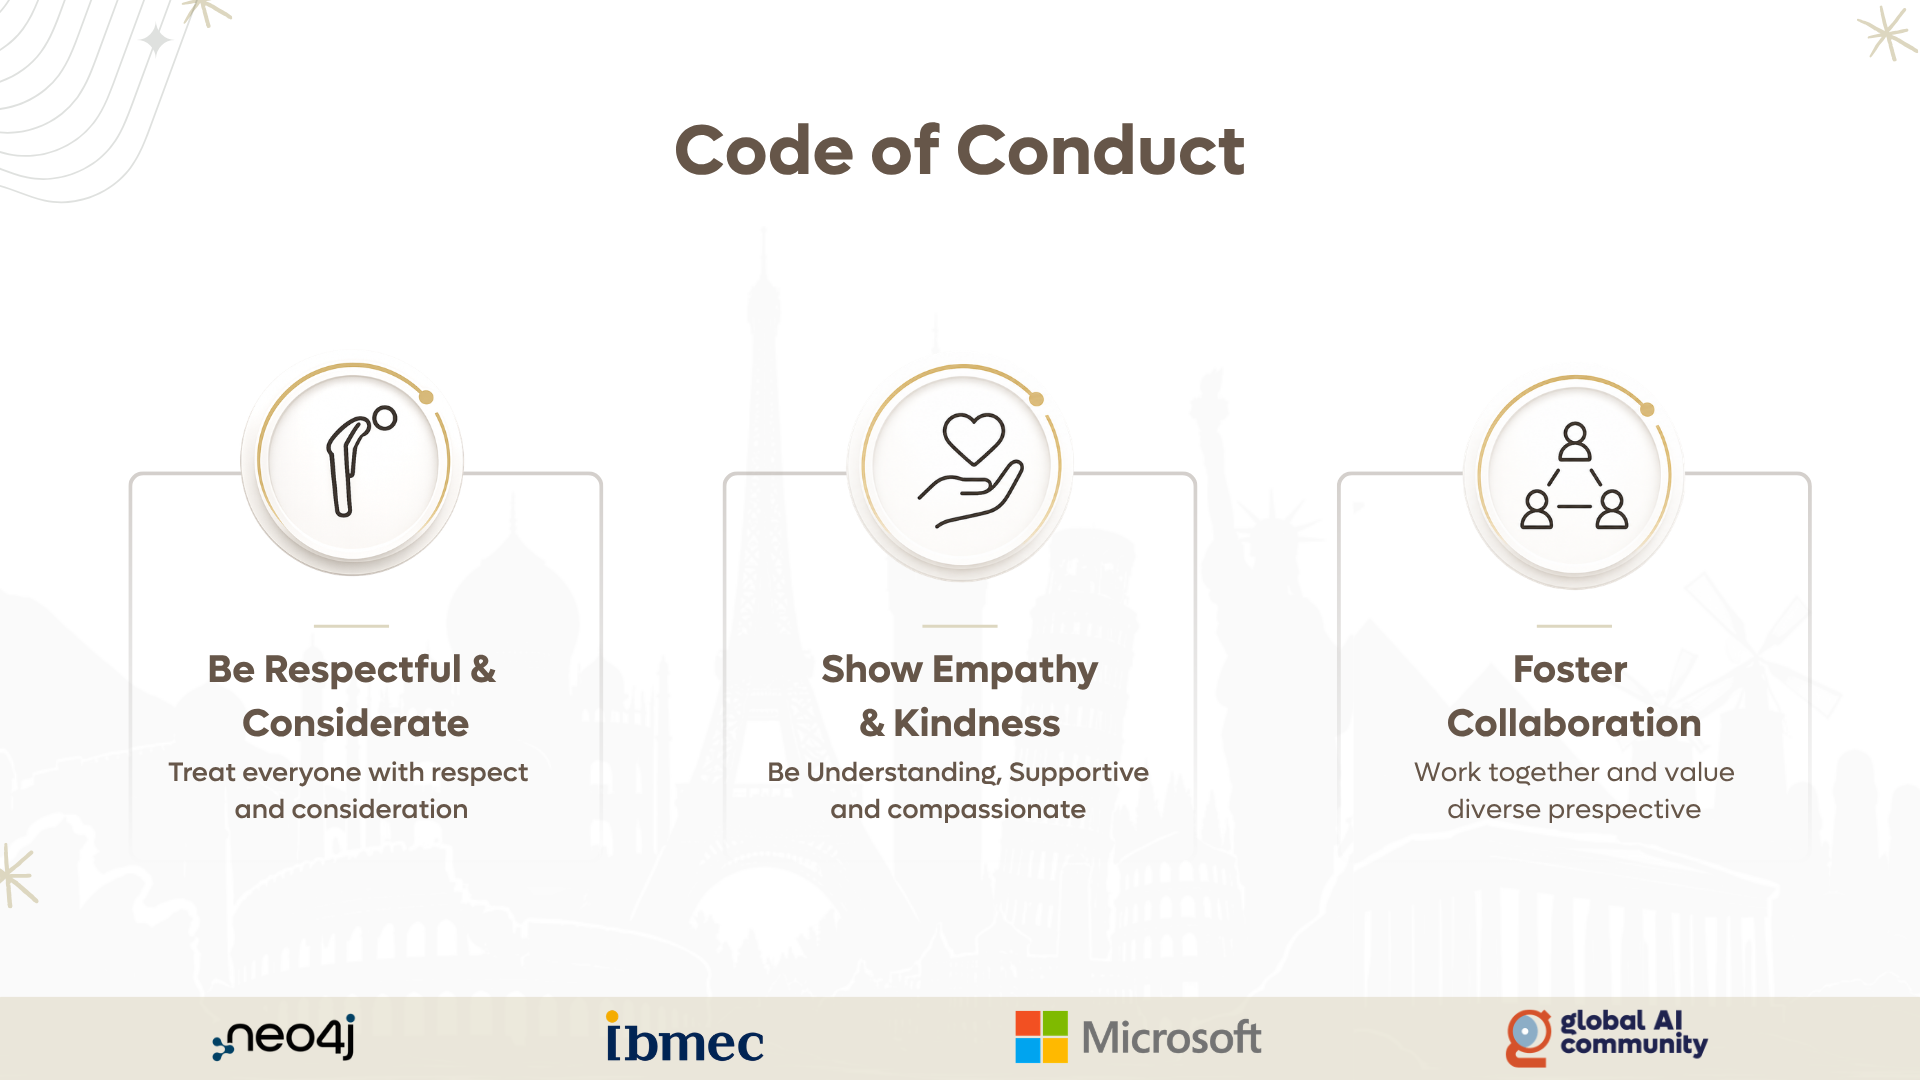 Code of Conduct
Be Respectful &
Considerate
Treat everyone with respect
and consideration
Show Empathy
& Kindness
Be Understanding, Supportive
and compassionate
Foster
Collaboration
Work together and value
diverse prespective
neo4j
ibmec
Microsoft
global AI
community